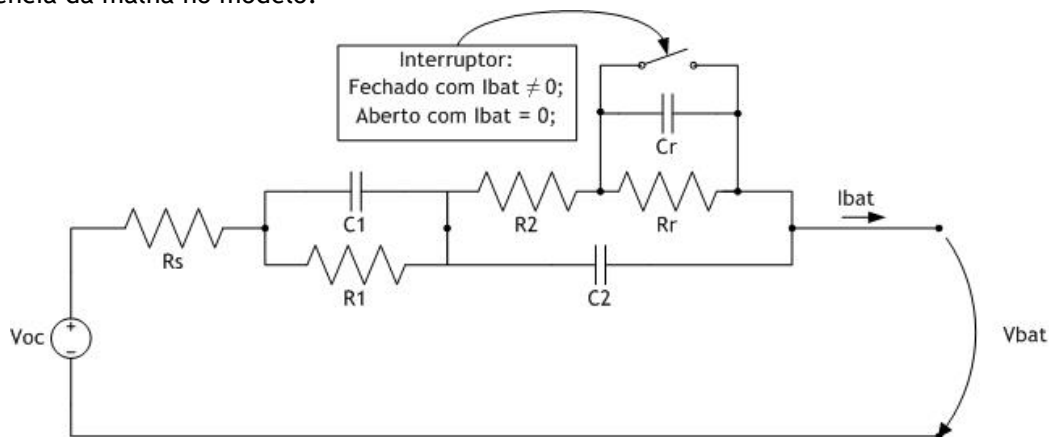 ência da malha no modelo.
Interruptor:
Fechado com Ibat ≠ 0;
Aberto com Ibat = 0;
Cr
Ibat
C1
R2
Rr
Rs
R1
C2
Voc
+
−
Vbat